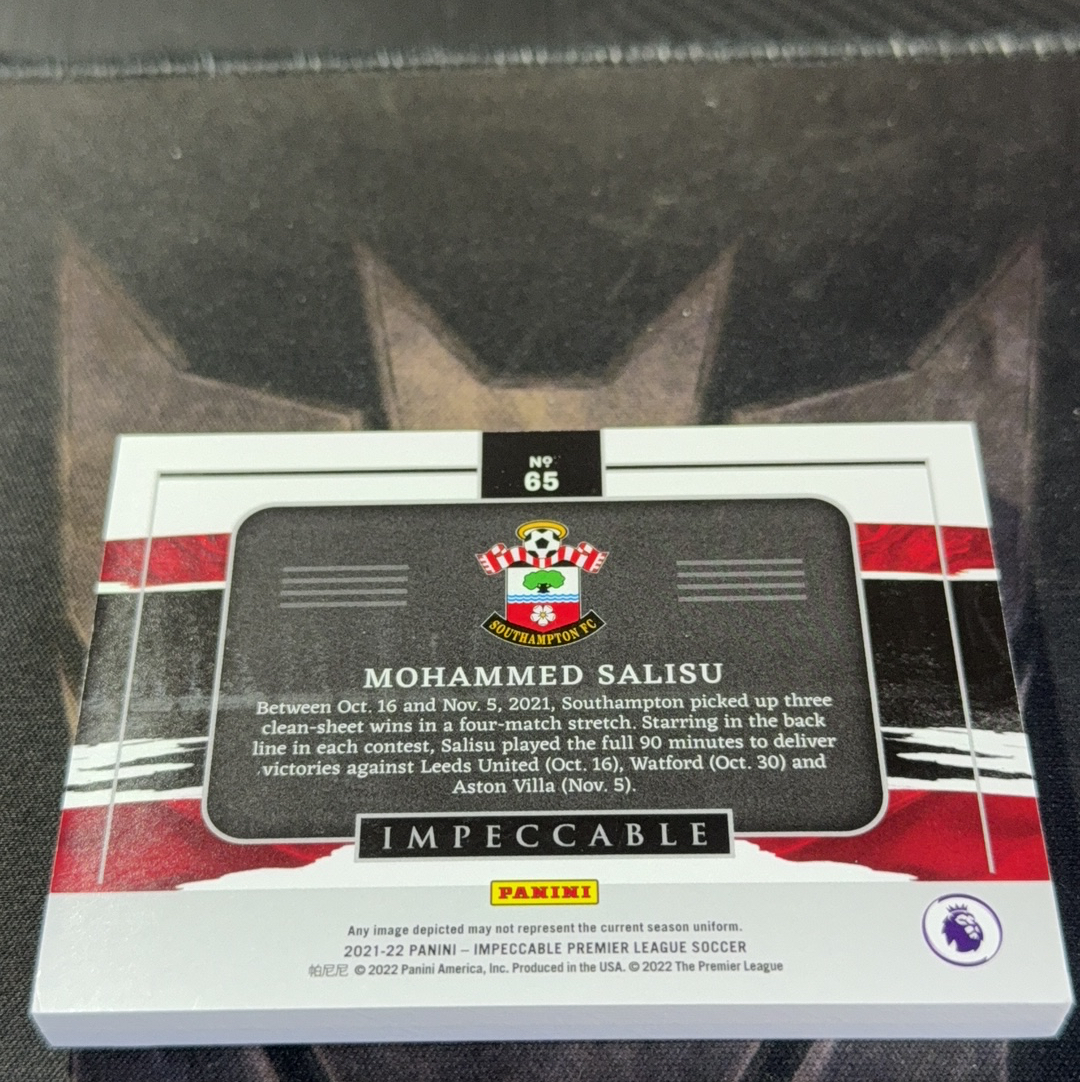 Nº
65
SOUTHAMPTON FC
MOHAMMED SALISU
Between Oct. 16 and Nov. 5, 2021, Southampton picked up three
clean-sheet wins in a four-match stretch. Starring in the back
line in each contest, Salisu played the full 90 minutes to deliver
victories against Leeds United (Oct. 16), Watford (Oct. 30) and
Aston Villa (Nov. 5).
IMPECCABLE
PANINI
Any image depicted may not represent the current season uniform.
2021-22 PANINI – IMPECCABLE PREMIER LEAGUE SOCCER
帕尼尼 © 2022 Panini America, Inc. Produced in the USA. © 2022 The Premier League